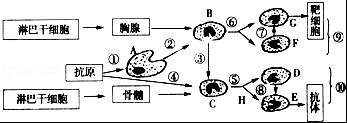 淋巴干细胞 胸腺 B ⑥ G 靶细胞
A ② ⑦ F ⑨
① ③
抗原 ④ ⑤ D
淋巴干细胞 骨髓 C H ⑧ E 抗体 ⑩